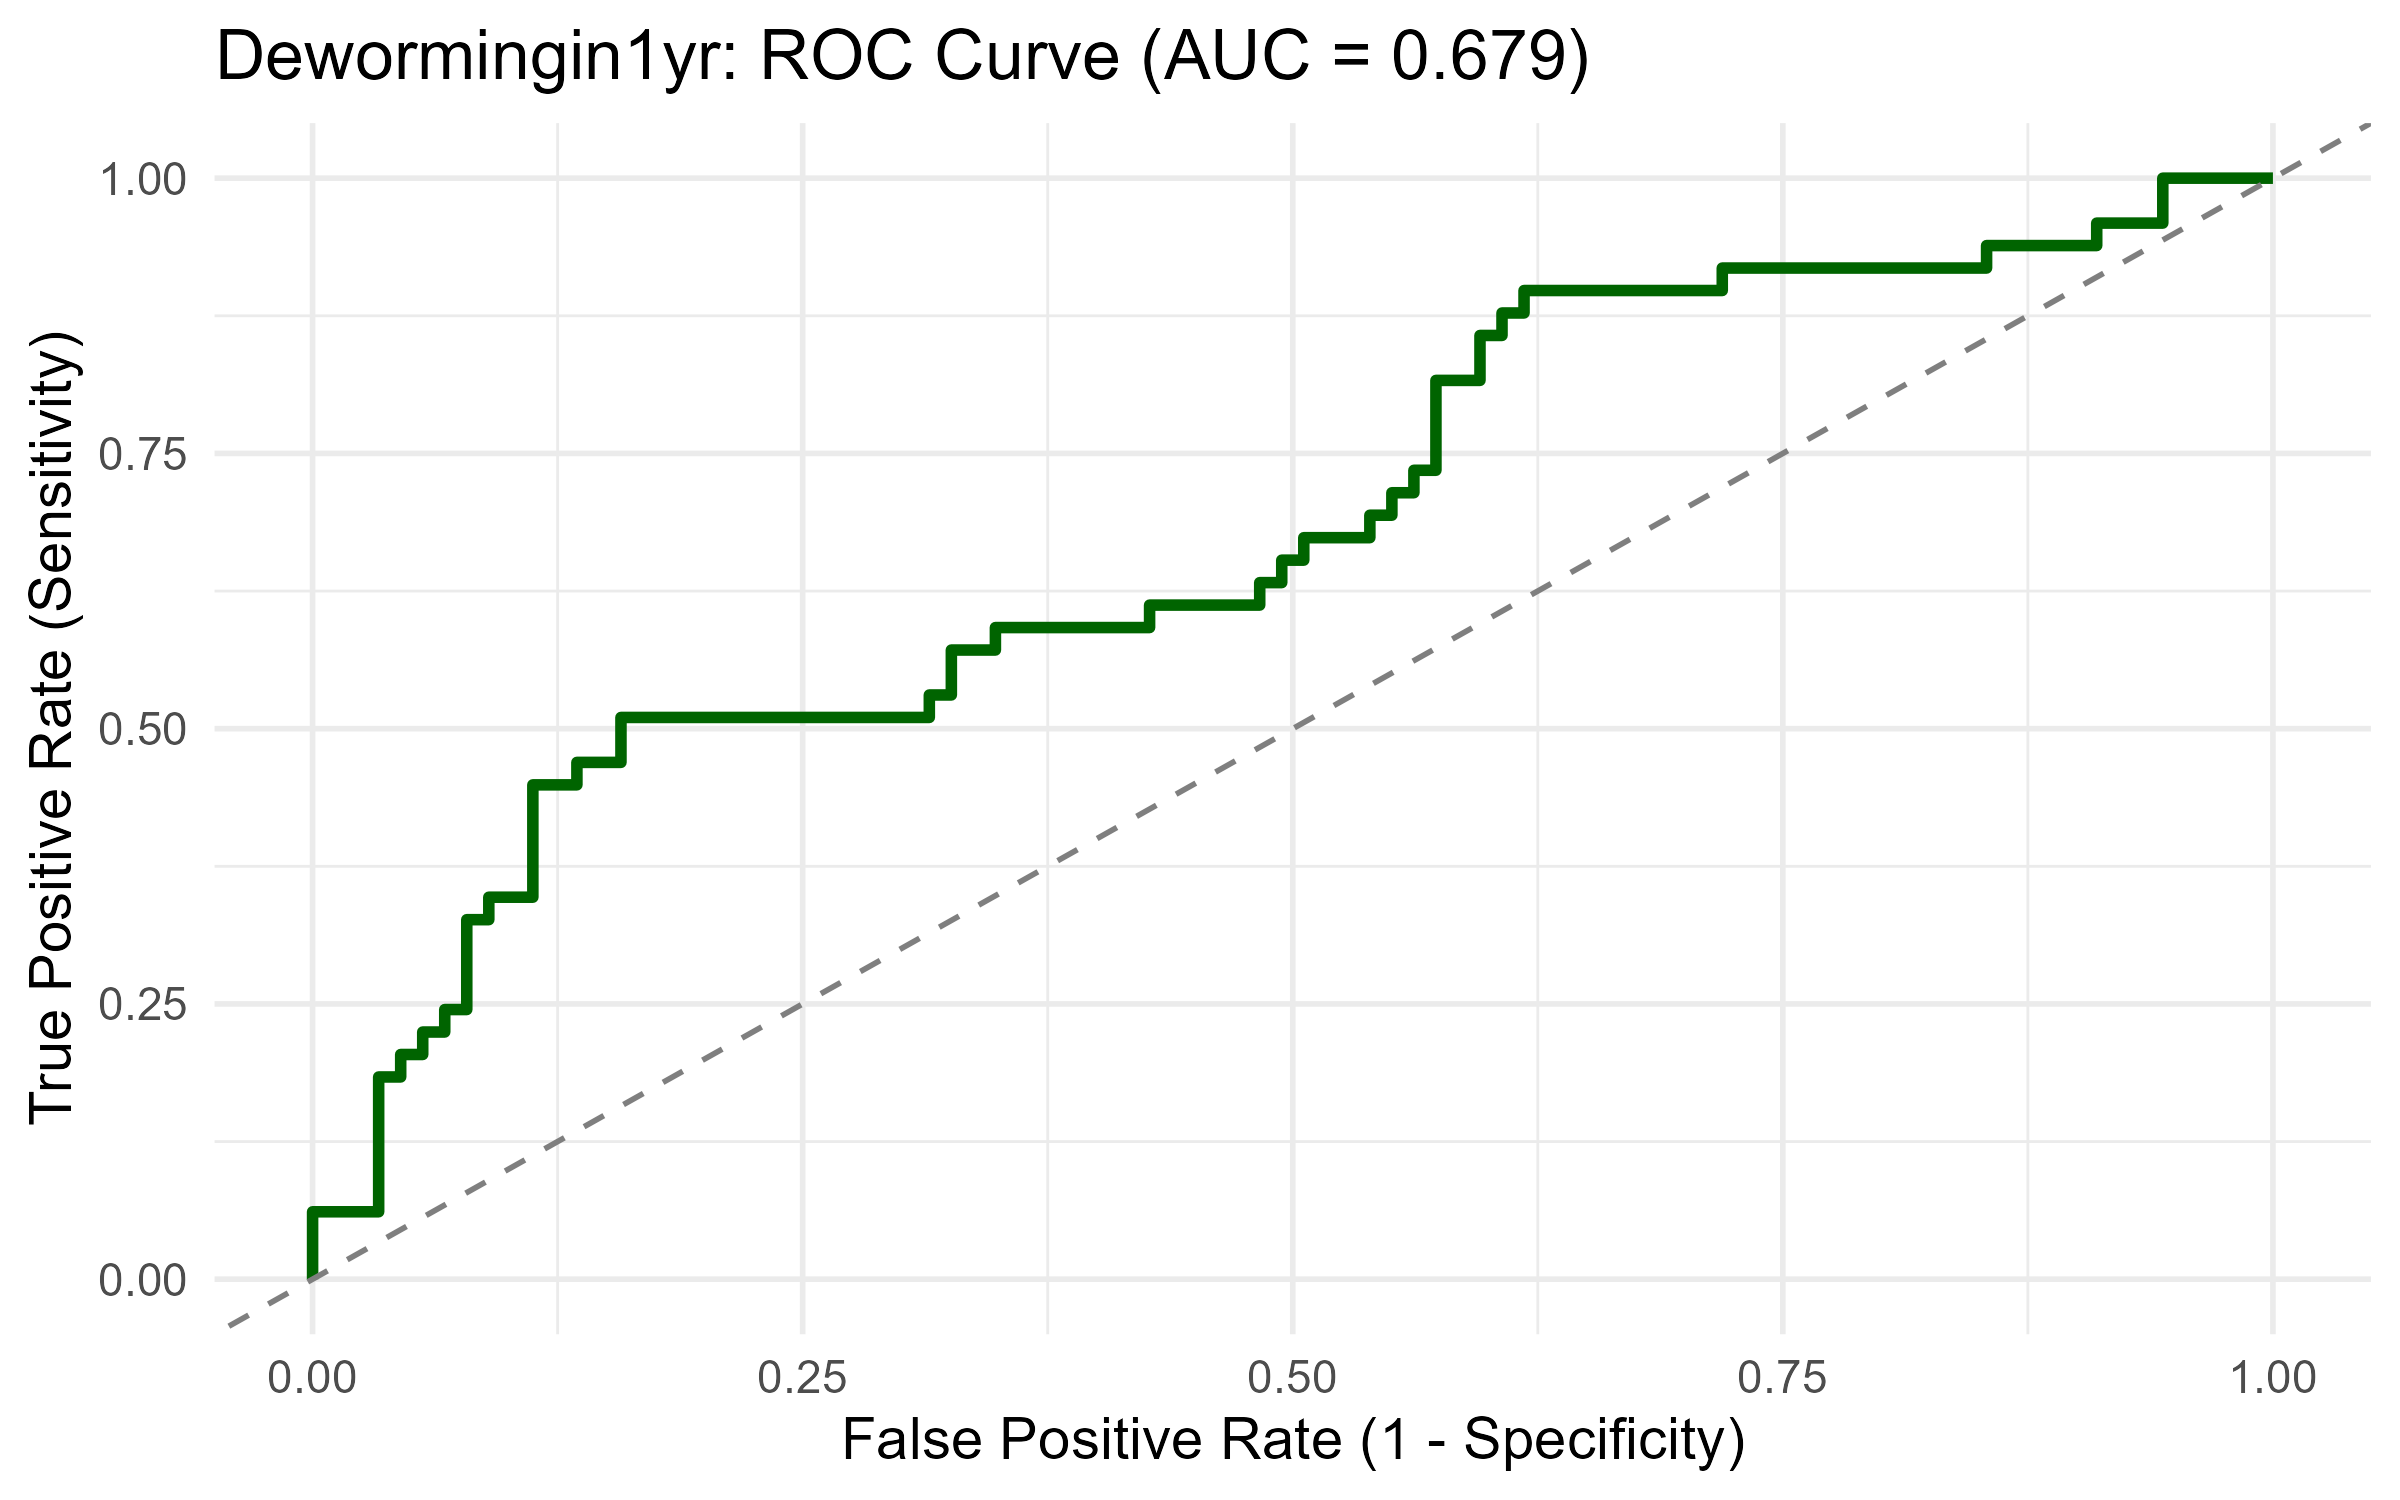 Dewormingin1yr: ROC Curve (AUC = 0.679)
True Positive Rate (Sensitivity)
1.00
0.75
0.50
0.25
0.00
0.00 0.25 0.50 0.75 1.00
False Positive Rate (1 - Specificity)